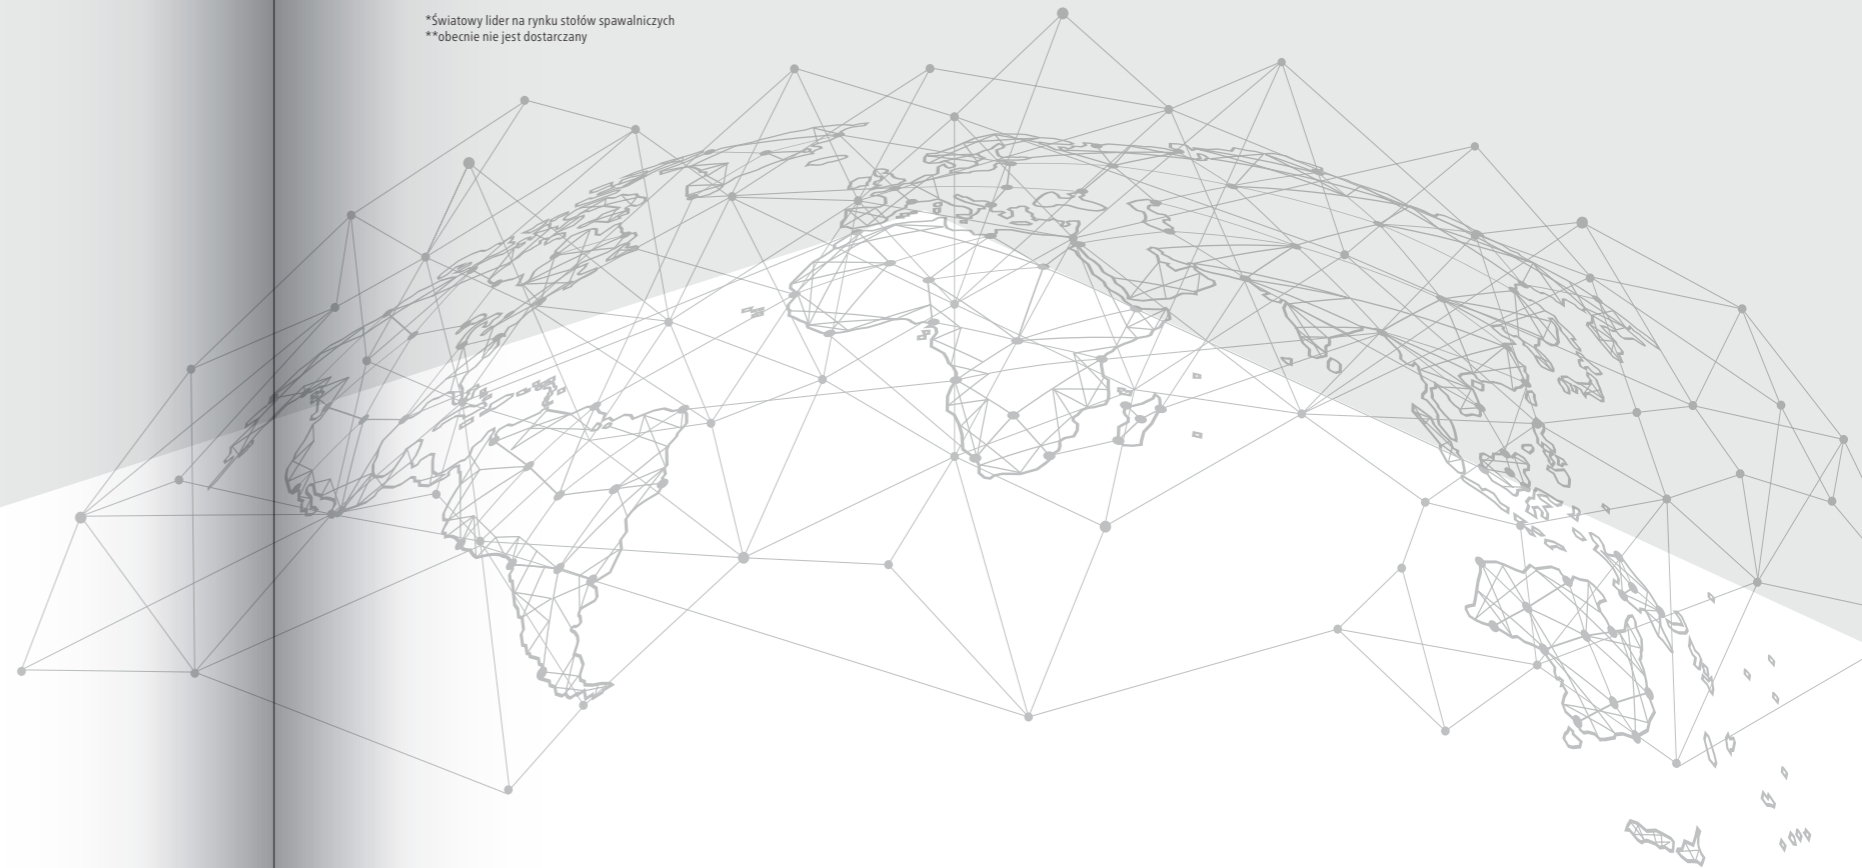 *Światowy lider na rynku stołów spawalniczych
**obecnie nie jest dostarczany